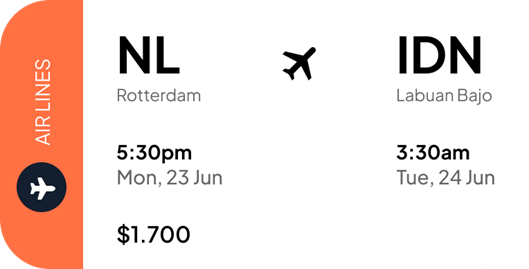 AIR LINES
NL
Rotterdam
5:30pm
Mon, 23 Jun
$1.700
IDN
Labuan Bajo
3:30am
Tue, 24 Jun